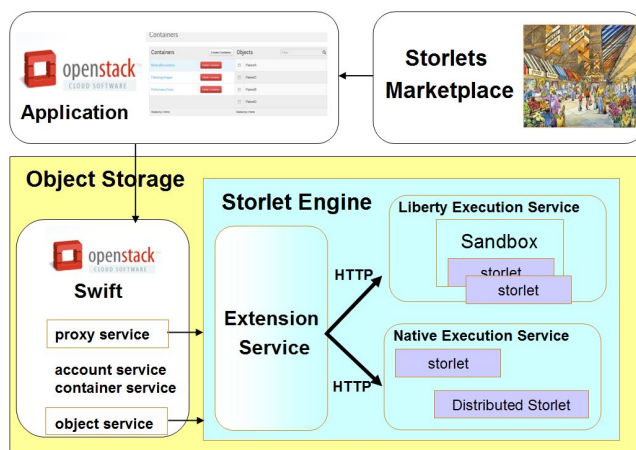 openstack
CLOUD SOFTWARE
Application
Containers
Containers
Objects
Storlets
Marketplace
Object Storage
openstack
CLOUD SOFTWARE
Swift
proxy service
account service
container service
object service
Storlet Engine
Extension
Service
HTTP
HTTP
Liberty Execution Service
Sandbox
storlet
storlet
Native Execution Service
storlet
Distributed Storlet